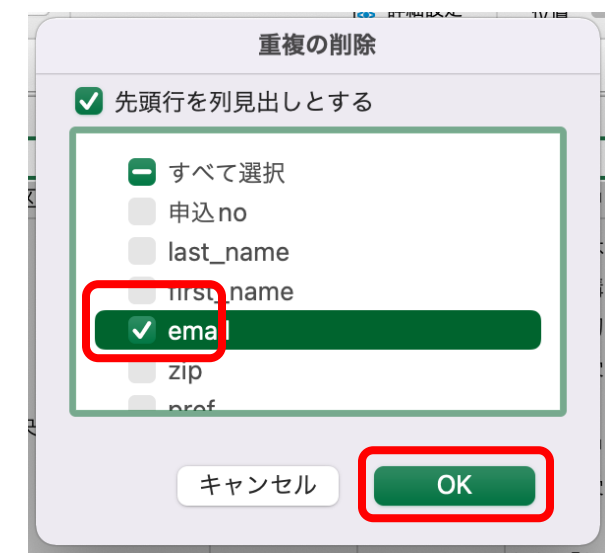 重複の削除
先頭行を列見出しとする
すべて選択
申込no
last_name
first_name
email
zip
pref
キャンセル
OK